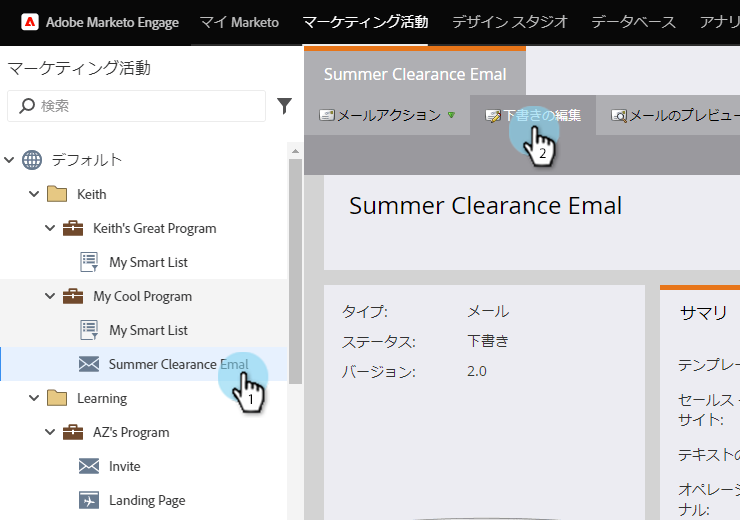 Adobe Marketo Engage マイ Marketo マーケティング活動 デザイン スタジオ データベース アナリ
マーケティング活動
検索
デフォルト
Keith
Keith's Great Program
My Smart List
My Cool Program
My Smart List
Summer Clearance Emal
1
Learning
AZ's Program
Invite
Landing Page
Summer Clearance Emal
メールアクション 下書きの編集 メールのプレビュー
2
Summer Clearance Emal
タイプ: メール
ステータス: 下書き
バージョン: 2.0
サマリ
テンプレー
セールス・
サイト:
テキストの
オペレーシ
ナル: